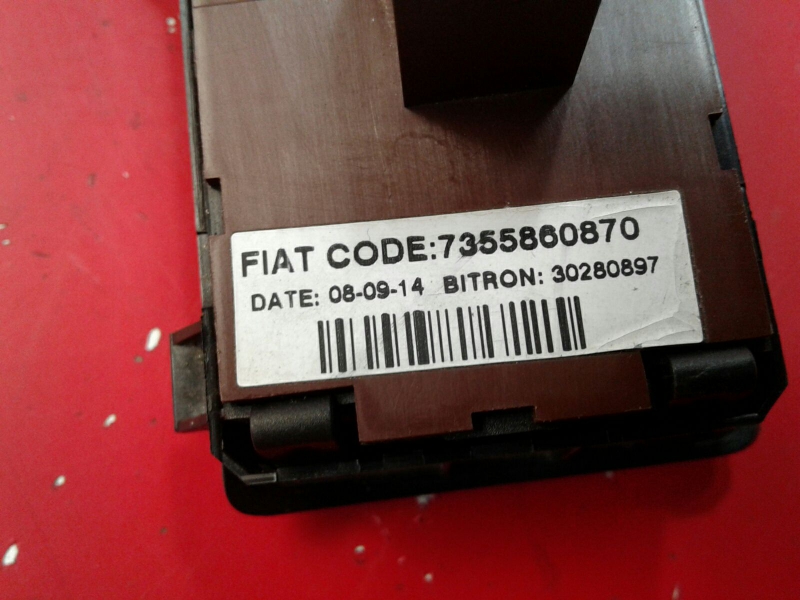 FIAT CODE:7355860870
DATE: 08-09-14 BITRON: 30280897